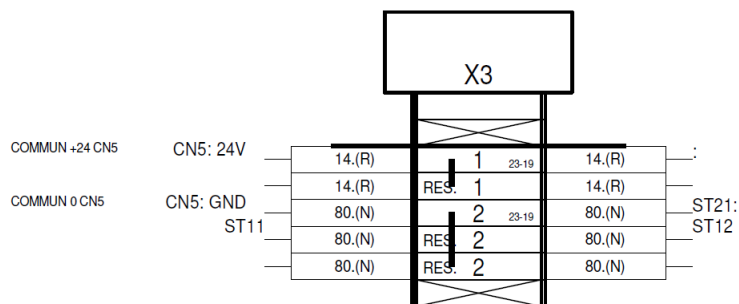 X3
COMMUN +24 CN5 CN5: 24V 14.(R) 1 23-19 14.(R) :
14.(R) RES. 1 14.(R)
COMMUN 0 CN5 CN5: GND 80.(N) 2 23-19 80.(N) ST21:
ST11 80.(N) RES. 2 80.(N) ST12
80.(N) RES. 2 80.(N)